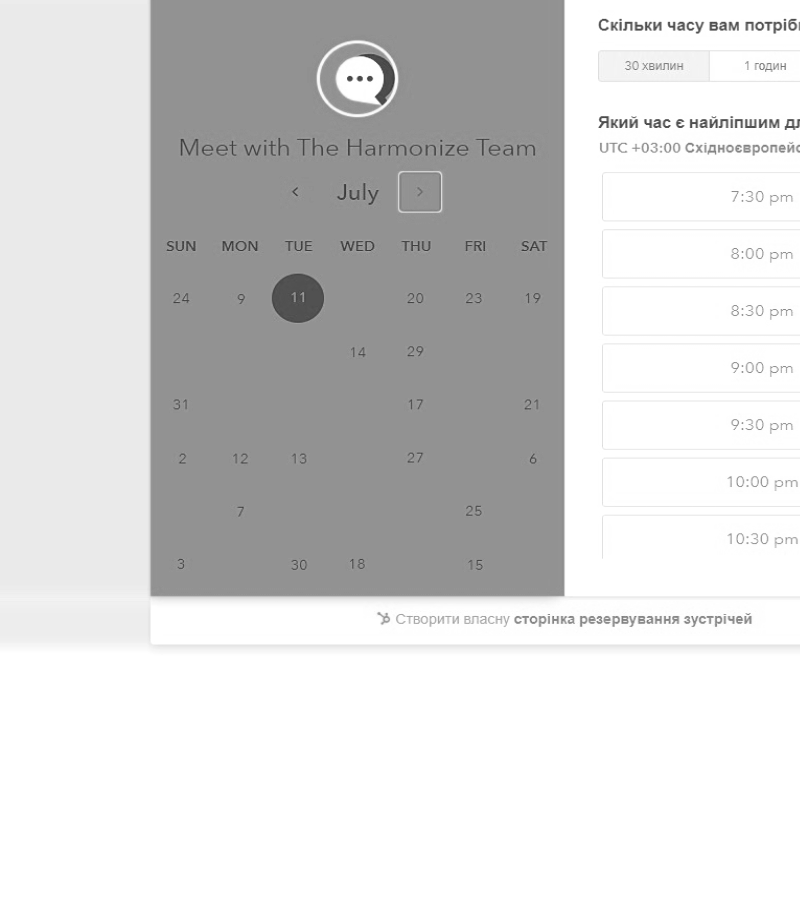 Meet with The Harmonize Team
July
SUN MON TUE WED THU FRI SAT
24 9 11 20 23 19
14 29
31 17 21
2 12 13 27 6
7 25
3 30 18 15
Скільки часу вам
30 хвилин 1 годин
Який час є найліпшим
UTC +03:00
7:30 pm
8:00 pm
8:30 pm
9:00 pm
9:30 pm
10:00 pm
10:30 pm
Створити власну сторінка резервування зустрічей